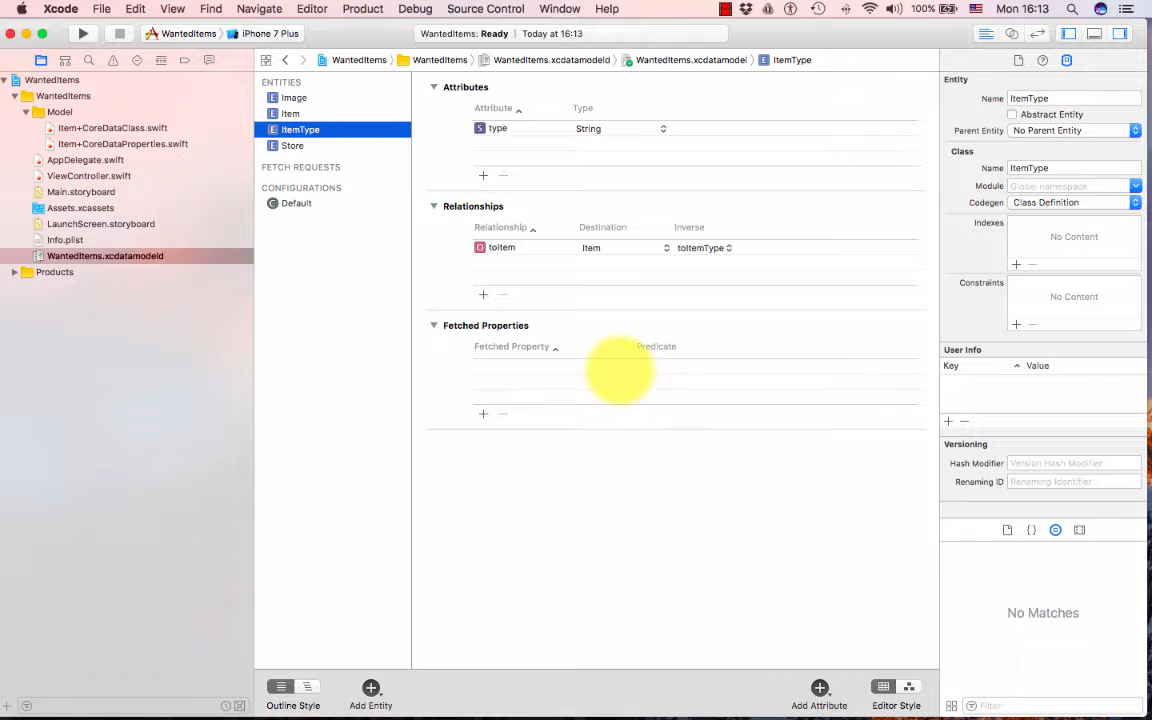 Xcode File Edit View Find Navigate Editor Product Debug Source Control Window Help 100% Mon 16:13
WantedItems iPhone 7 Plus WantedItems: Ready Today at 16:13
WantedItems WantedItems WantedItems.xcdatamodeld WantedItems.xcdatamodel E ItemType
WantedItems
WantedItems
Model
Item+CoreDataClass.swift
Item+CoreDataProperties.swift
AppDelegate.swift
ViewController.swift
Main.storyboard
Assets.xcassets
LaunchScreen.storyboard
Info.plist
WantedItems.xcdatamodeld
Products
ENTITIES
E Image
E Item
E ItemType
E Store
FETCH REQUESTS
CONFIGURATIONS
C Default
Attributes
Attribute Type
S type String
Relationships
Relationship Destination Inverse
O toItem Item toItemType
Fetched Properties
Fetched Property Predicate
Outline Style Add Entity Add Attribute Editor Style
Entity
Name ItemType
Abstract Entity
Parent Entity No Parent Entity
Class
Name ItemType
Module Global namespace
Codegen Class Definition
Indexes
No Content
Constraints
No Content
User Info
Key Value
Versioning
Hash Modifier Version Hash Modifier
Renaming ID Renaming Identifier
No Matches
Filter